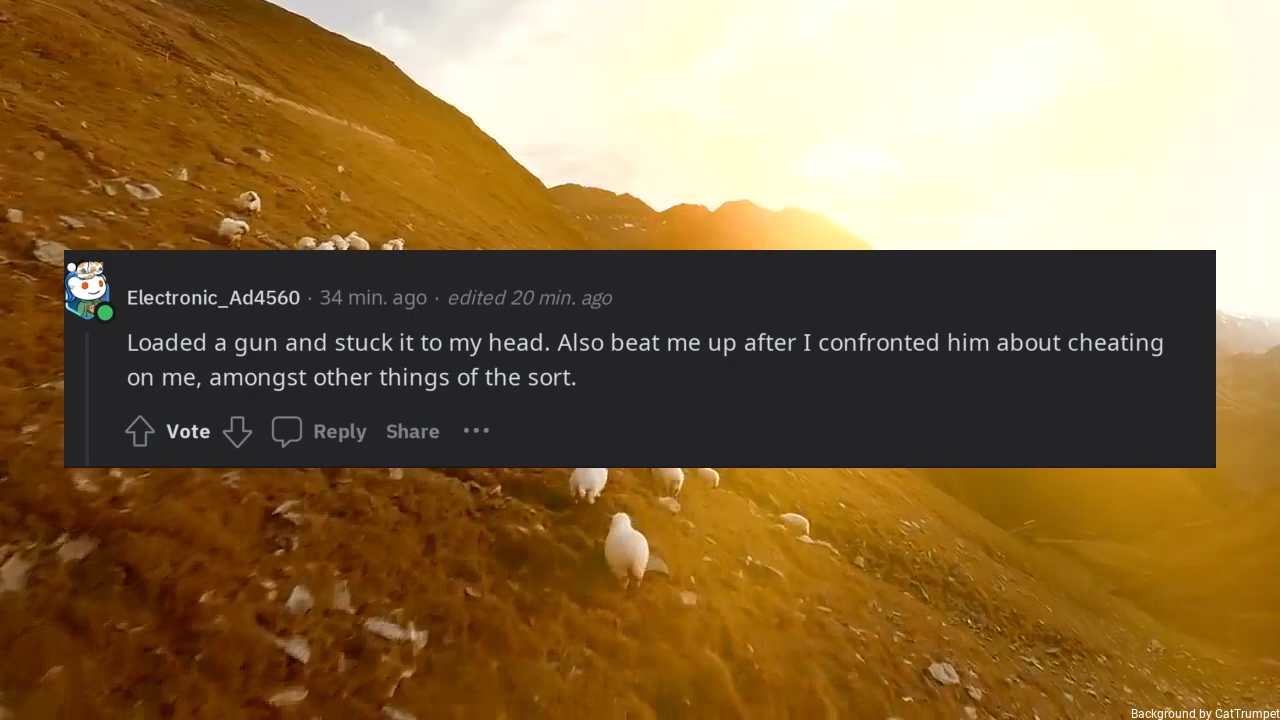 Electronic_Ad4560 · 34 min. ago · edited 20 min. ago
Loaded a gun and stuck it to my head. Also beat me up after I confronted him about cheating
on me, amongst other things of the sort.
Vote Reply Share ···
Background by CatTrumpet